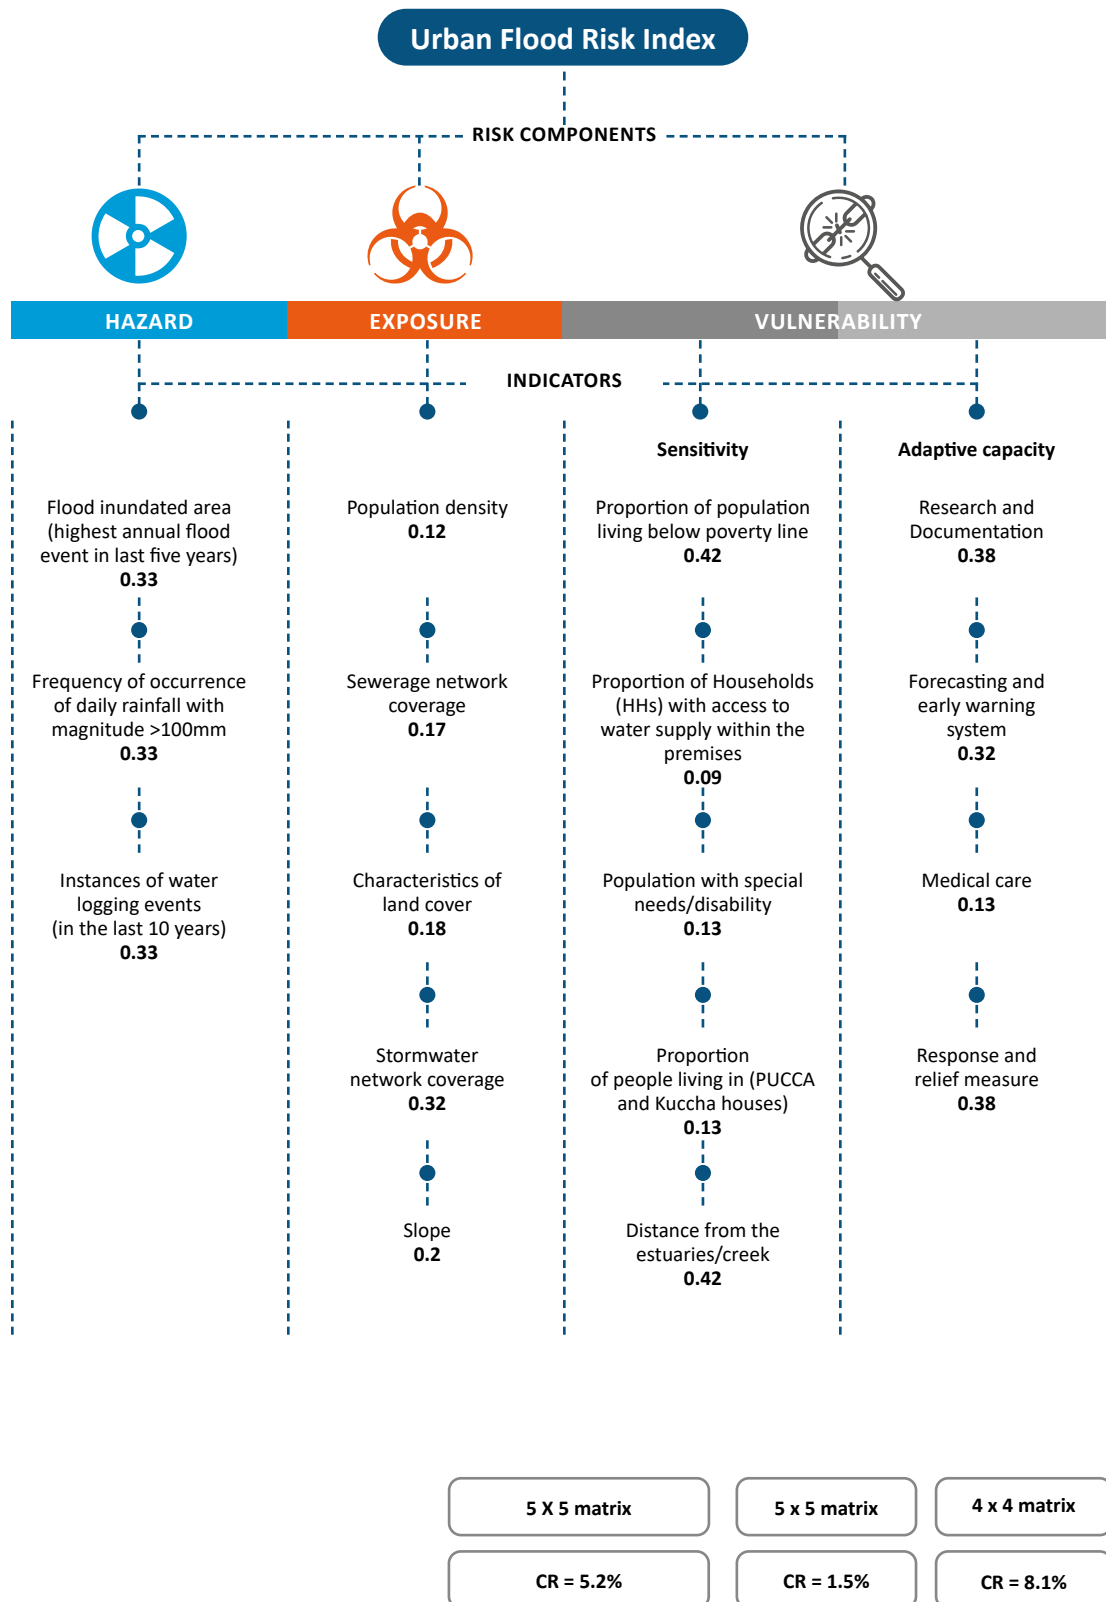 Urban Flood Risk Index
RISK COMPONENTS
HAZARD
EXPOSURE
VULNERABILITY
INDICATORS
Flood inundated area
(highest annual flood
event in last five years)
0.33
Frequency of occurrence
of daily rainfall with
magnitude >100mm
0.33
Instances of water
logging events
(in the last 10 years)
0.33
Population density
0.12
Sewerage network
coverage
0.17
Characteristics of
land cover
0.18
Stormwater
network coverage
0.32
Slope
0.2
Sensitivity
Proportion of population
living below poverty line
0.42
Proportion of Households
(HHs) with access to
water supply within the
premises
0.09
Population with special
needs/disability
0.13
Proportion
of people living in (PUCCA
and Kuccha houses)
0.13
Distance from the
estuaries/creek
0.42
Adaptive capacity
Research and
Documentation
0.38
Forecasting and
early warning
system
0.32
Medical care
0.13
Response and
relief measure
0.38
5 X 5 matrix
5 x 5 matrix
4 x 4 matrix
CR = 5.2%
CR = 1.5%
CR = 8.1%